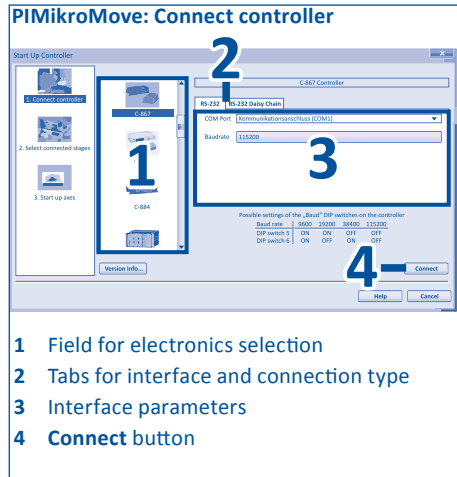 PIMikroMove: Connect controller
Start Up Controller
x
2
C-867 Controller
1. Connect controller
RS-232 RS-232 Daisy Chain
COM Port Kommunikationsanschluss (COM1)
C-867
Baudrate 115200
1
3
2. Select connected stages
3. Start up axes
C-884
Possible settings of the „Baud“ DIP switches on the controller
Baud rate 9600 19200 38400 115200
DIP switch 5 ON ON OFF OFF
DIP switch 6 ON OFF ON OFF
4
Version Info... Connect
Help Cancel
1 Field for electronics selection
2 Tabs for interface and connection type
3 Interface parameters
4 Connect button